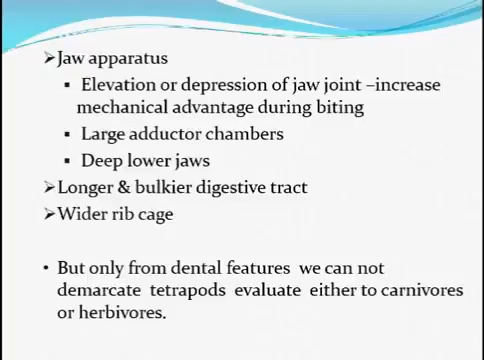 ➢Jaw apparatus
▪ Elevation or depression of jaw joint –increase
mechanical advantage during biting
▪ Large adductor chambers
▪ Deep lower jaws
➢Longer & bulkier digestive tract
➢Wider rib cage
• But only from dental features we can not
demarcate tetrapods evaluate either to carnivores
or herbivores.